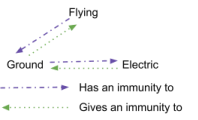 Flying
Ground
Electric
Has an immunity to
Gives an immunity to